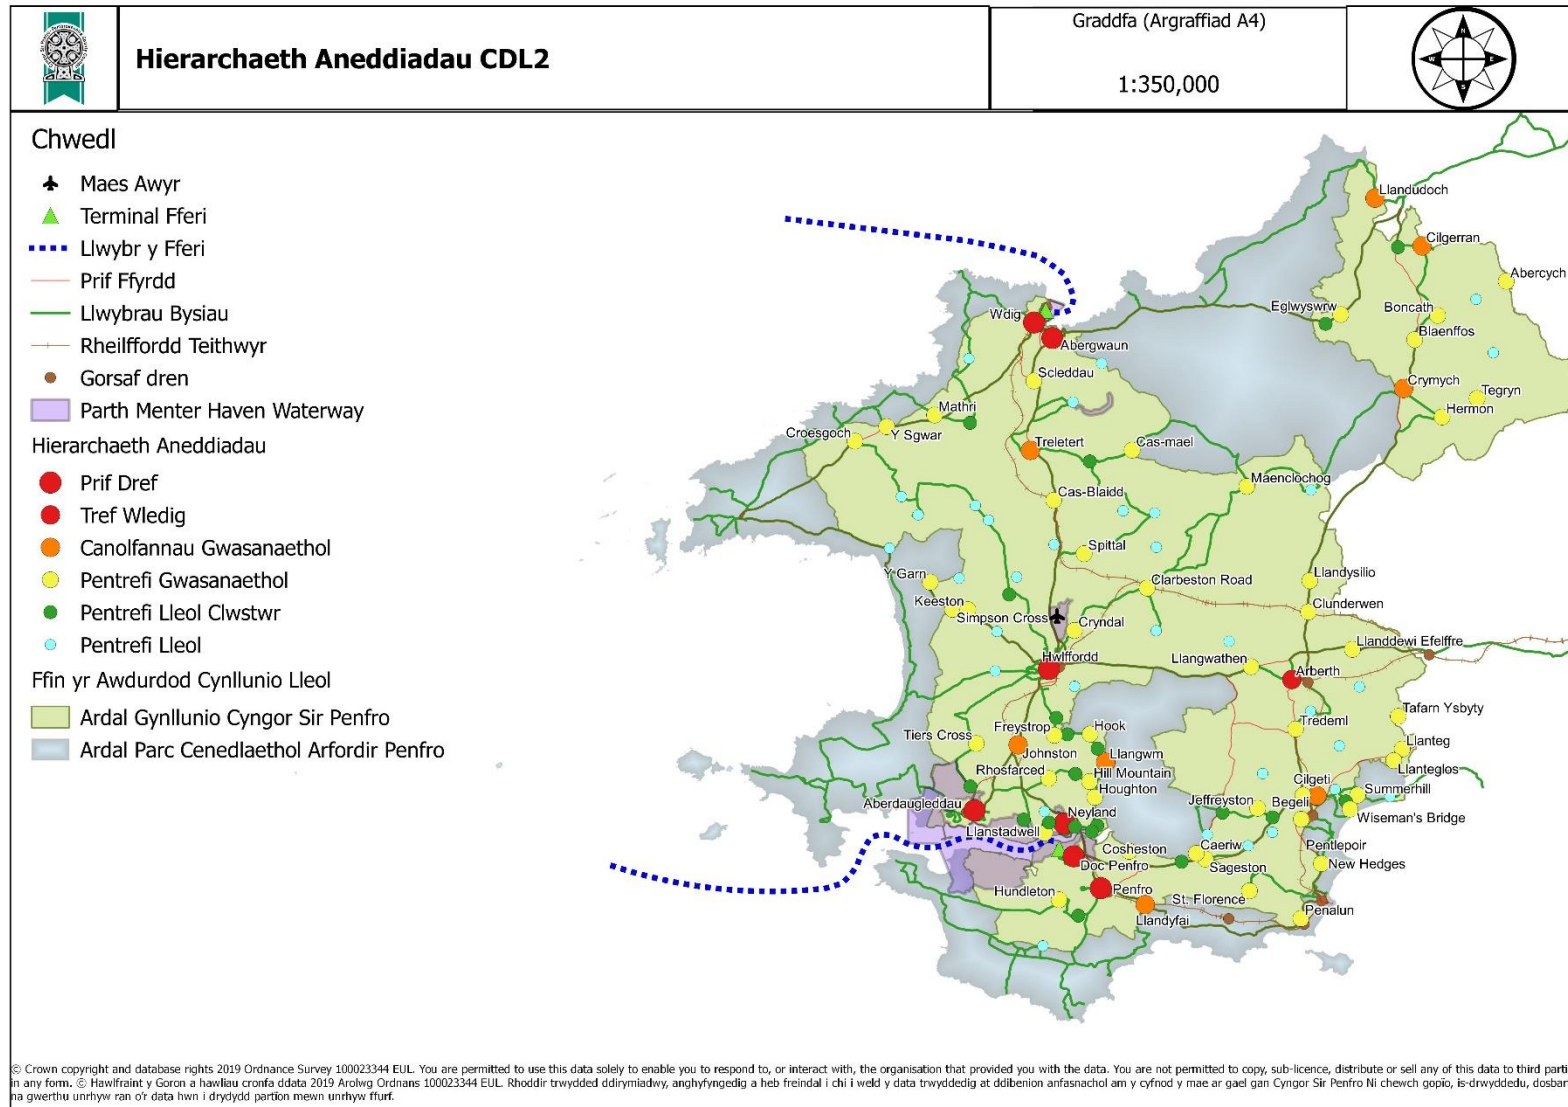 Hierarchaeth Aneddiadau CDL2
Graddfa (Argraffiad A4)
1:350,000
Chwedl
Maes Awyr
Terminal Fferi
Llwybr y Fferi
Prif Ffyrdd
Llwybrau Bysiau
Rheilffordd Teithwyr
Gorsaf dren
Parth Menter Haven Waterway
Hierarchaeth Aneddiadau
Prif Dref
Tref Wledig
Canolfannau Gwasanaethol
Pentrefi Gwasanaethol
Pentrefi Lleol Clwstwr
Pentrefi Lleol
Ffin yr Awdurdod Cynllunio Lleol
Ardal Gynllunio Cyngor Sir Penfro
Ardal Parc Cenedlaethol Arfordir Penfro
Llandudoch
Cilgerran
Abercych
Eglwyswrw
Boncath
Wdig
Blaenffos
Abergwaun
Scleddau
Crymych
Tegryn
Mathri
Hermon
Croesgoch
Y Sgwar
Treletert
Cas-mael
Maenclochog
Cas-Blaidd
Spittal
Y Garn
Clarbeston Road
Llandysilio
Keeston
Clunderwen
Simpson Cross
Cryndal
Llanddewi Efelffre
Hwlffordd
Llangwathen
Arberth
Tafarn Ysbyty
Freystrop
Hook
Tredeml
Tiers Cross
Llanteg
Johnston
Llangwm
Llanteglos
Rhosfarced
Hill Mountain
Cilgeti
Houghton
Summerhill
Aberdaugleddau
Jeffreyston
Begeli
Neyland
Wiseman's Bridge
Llanstadwell
Cosheston
Caeriw
Pentlepoir
Doc Penfro
Sageston
New Hedges
Hundleton
Penfro
St. Florence
Penalun
Llandyfai
© Crown copyright and database rights 2019 Ordnance Survey 100023344 EUL. You are permitted to use this data solely to enable you to respond to, or interact with, the organisation that provided you with the data. You are not permitted to copy, sub-licence, distribute or sell any of this data to third parti
in any form. © Hawlfraint y Goron a hawliau cronfa ddata 2019 Arolwg Ordnans 100023344 EUL. Rhoddir trwydded ddirymiadwy, anghyfyngedig a heb freindal i chi i weld y data trwyddedig at ddibenion anfasnachol am y cyfnod y mae ar gael gan Cyngor Sir Penfro Ni chewch gopïo, is-drwyddedu, dosbar
na gwerthu unrhyw ran o'r data hwn i drydydd partïon mewn unrhyw ffurf.